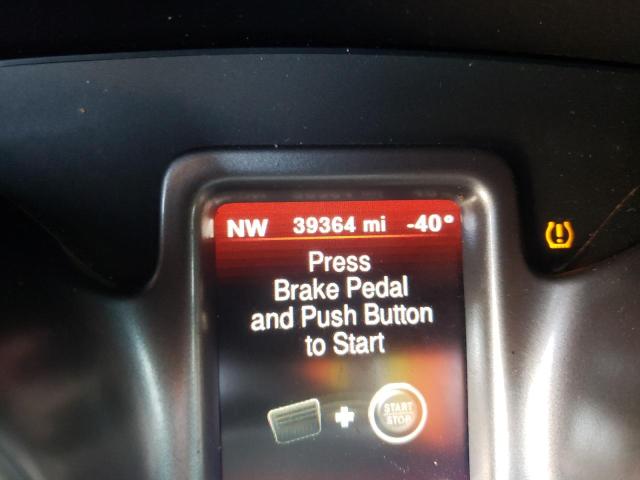 NW 39364 mi -40°
Press
Brake Pedal
and Push Button
to Start
START
STOP